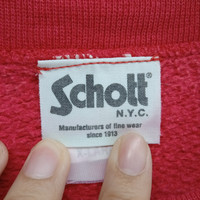 Schott
N.Y.C.
Manufacturers of fine wear
since 1913